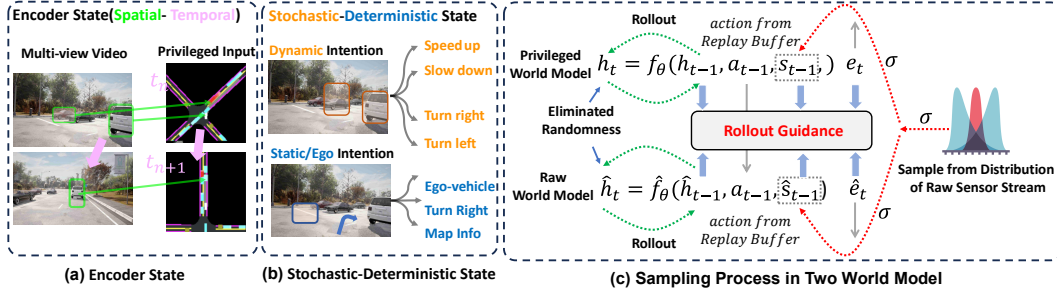 Encoder State(Spatial- Temporal)
Multi-view Video
Privileged Input
t_n
t_{n+1}
(a) Encoder State
Stochastic-Deterministic State
Dynamic Intention
Speed up
Slow down
Turn right
Turn left
Static/Ego Intention
Ego-vehicle
Turn Right
Map Info
(b) Stochastic-Deterministic State
Rollout
action from
Replay Buffer
Privileged
World Model
h_t = f_θ(h_{t-1}, a_{t-1}, s_{t-1}, ) e_t
σ
Eliminated
Randomness
Rollout Guidance
σ
Sample from Distribution
of Raw Sensor Stream
Raw
World Model
ĥ_t = f̂_θ(ĥ_{t-1}, a_{t-1}, ŝ_{t-1}) ê_t
σ
action from
Replay Buffer
Rollout
(c) Sampling Process in Two World Model